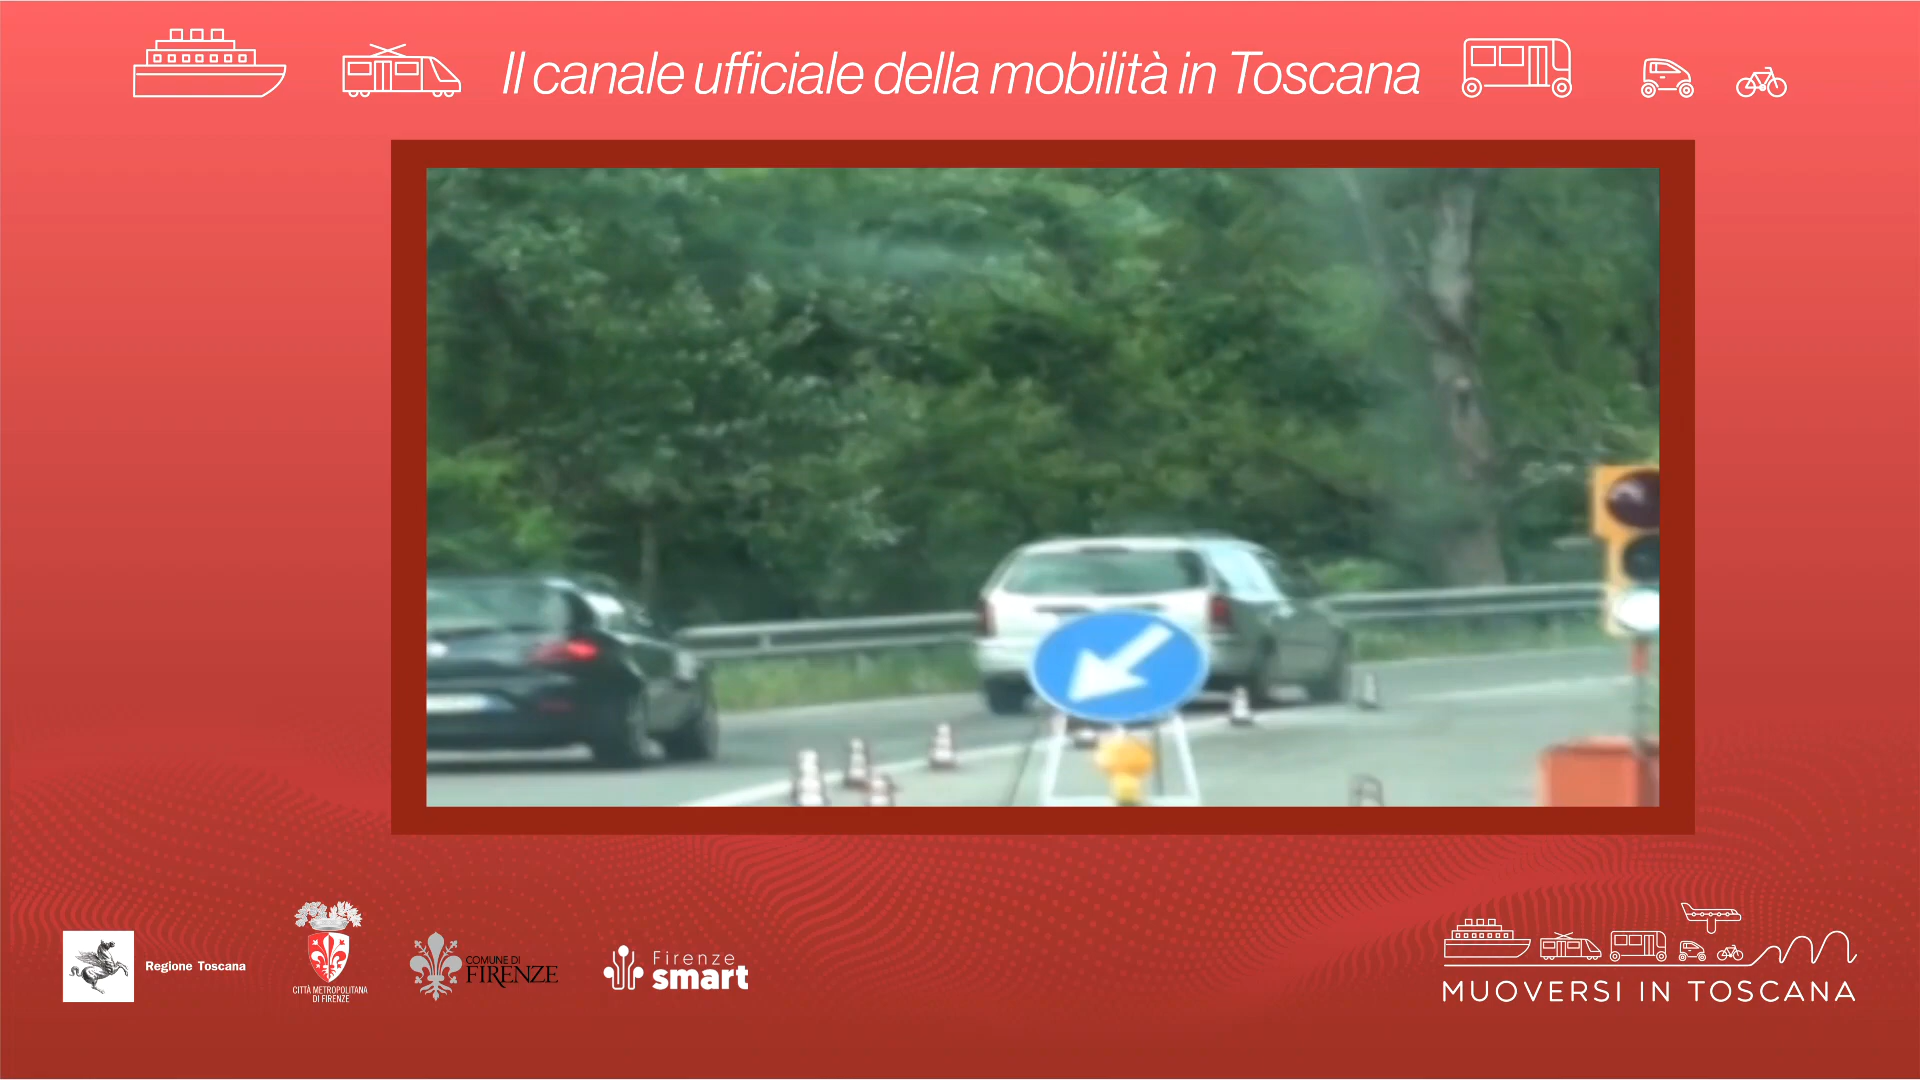 Il canale ufficiale della mobilità in Toscana
Regione Toscana
CITTÀ METROPOLITANA
DI FIRENZE
COMUNE DI
FIRENZE
Firenze
smart
MUOVERSI IN TOSCANA